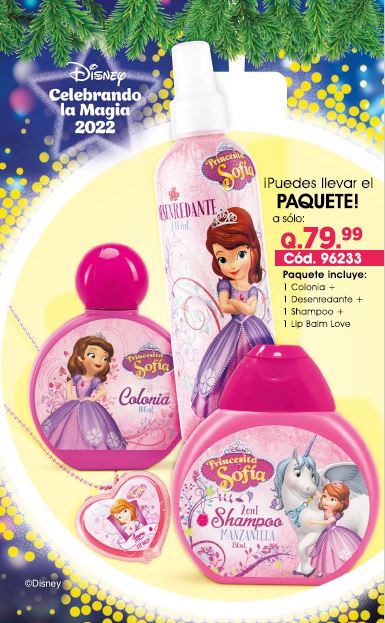 Disney
Celebrando
la Magia
2022
¡Puedes llevar el
PAQUETE!
a sólo:
Q.79.99
Cód. 96233
Paquete incluye:
1 Colonia +
1 Desenredante +
1 Shampoo +
1 Lip Balm Love
Princesita
Sofía
DESENREDANTE
Princesita
Sofía
Colonia
100mL
Princesita
Sofía
2en1
Shampoo
MANZANILLA
250mL
©Disney